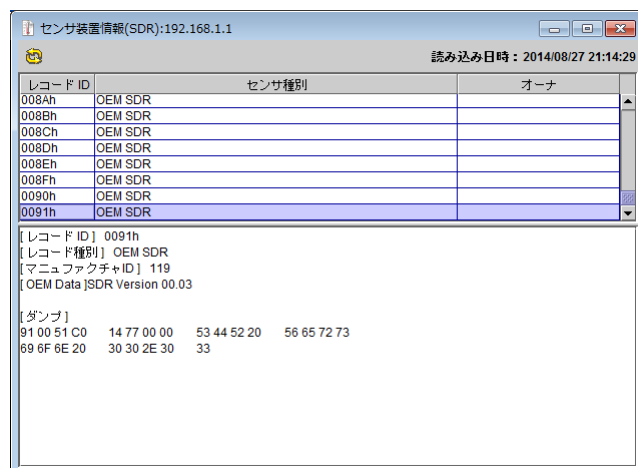 センサ装置情報(SDR):192.168.1.1
読み込み日時：2014/08/27 21:14:29
レコード ID センサ種別 オーナ
008Ah OEM SDR
008Bh OEM SDR
008Ch OEM SDR
008Dh OEM SDR
008Eh OEM SDR
008Fh OEM SDR
0090h OEM SDR
0091h OEM SDR
[レコード ID] 0091h
[レコード種別] OEM SDR
[マニュファクチャID] 119
[OEM Data]SDR Version 00.03
[ダンプ]
91 00 51 C0 14 77 00 00 53 44 52 20 56 65 72 73
69 6F 6E 20 30 30 2E 30 33